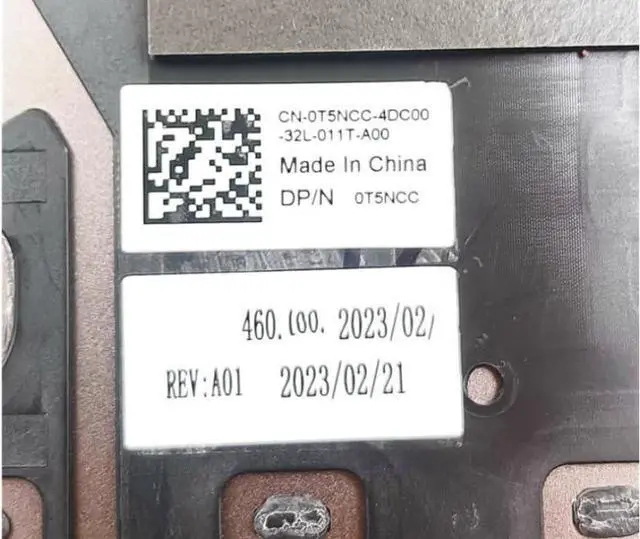 CN-0T5NCC-4DC00
-32L-011T-A00
Made In China
DP/N 0T5NCC
460.100. 2023/02/
REV:A01 2023/02/21